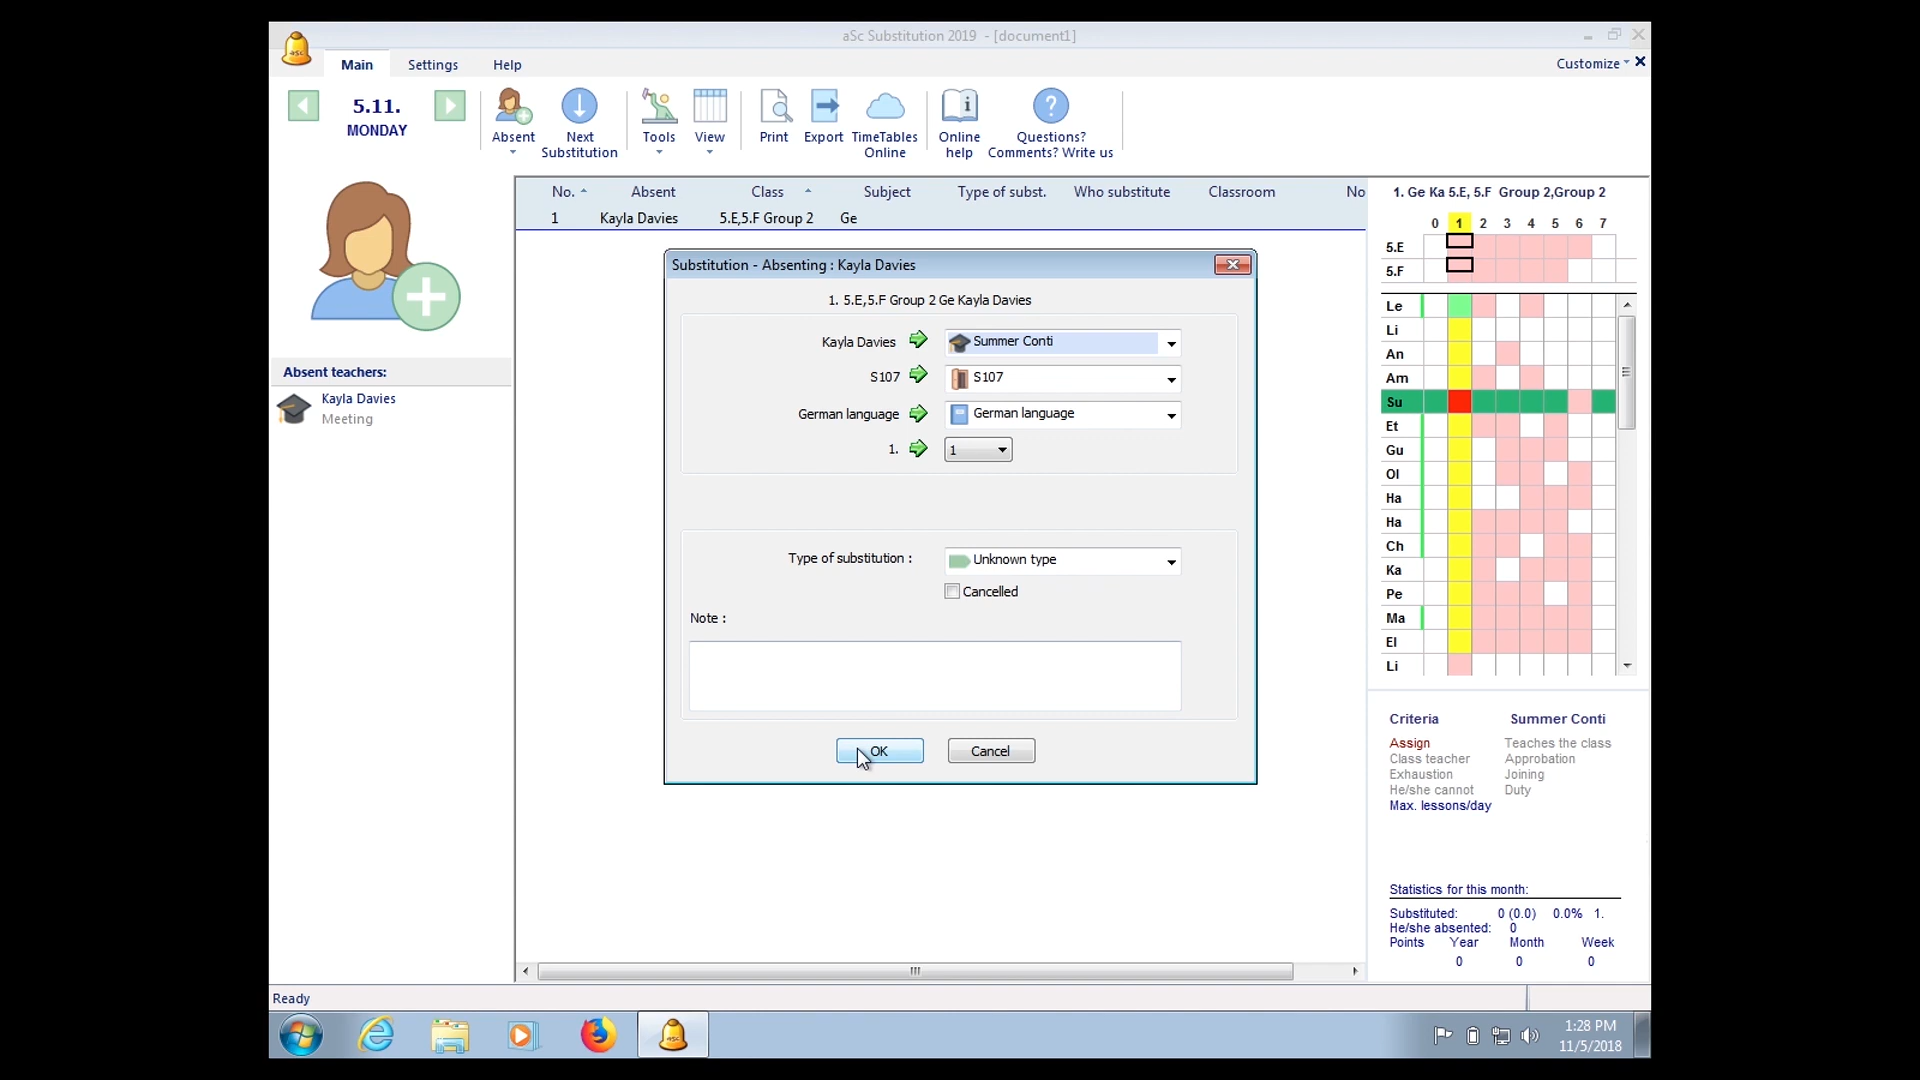 aSc Substitution 2019 - [document1]
Main Settings Help Customize
5.11.
MONDAY
Absent
Next Substitution
Tools
View
Print
Export
TimeTables Online
Online help
Questions? Comments? Write us
Absent teachers:
Kayla Davies
Meeting
No. Absent Class Subject Type of subst. Who substitute Classroom No
1 Kayla Davies 5.E,5.F Group 2 Ge
Substitution - Absenting : Kayla Davies
1. 5.E,5.F Group 2 Ge Kayla Davies
Kayla Davies Summer Conti
S107 S107
German language German language
1. 1
Type of substitution : Unknown type
Cancelled
Note :
OK Cancel
1. Ge Ka 5.E, 5.F Group 2,Group 2
0 1 2 3 4 5 6 7
5.E
5.F
Le
Li
An
Am
Su
Et
Gu
Ol
Ha
Ha
Ch
Ka
Pe
Ma
El
Li
Criteria Summer Conti
Assign Teaches the class
Class teacher Approbation
Exhaustion Joining
He/she cannot Duty
Max. lessons/day
Statistics for this month:
Substituted: 0 (0.0) 0.0% 1.
He/she absented: 0
Points Year Month Week
0 0 0
Ready
1:28 PM
11/5/2018